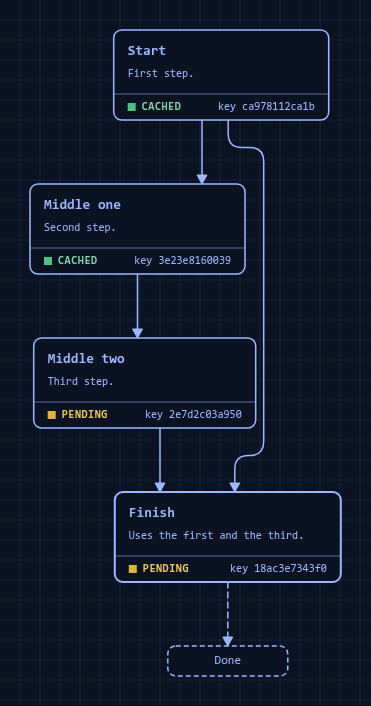 Start
First step.
CACHED key ca978112ca1b
Middle one
Second step.
CACHED key 3e23e8160039
Middle two
Third step.
PENDING key 2e7d2c03a950
Finish
Uses the first and the third.
PENDING key 18ac3e7343f0
Done